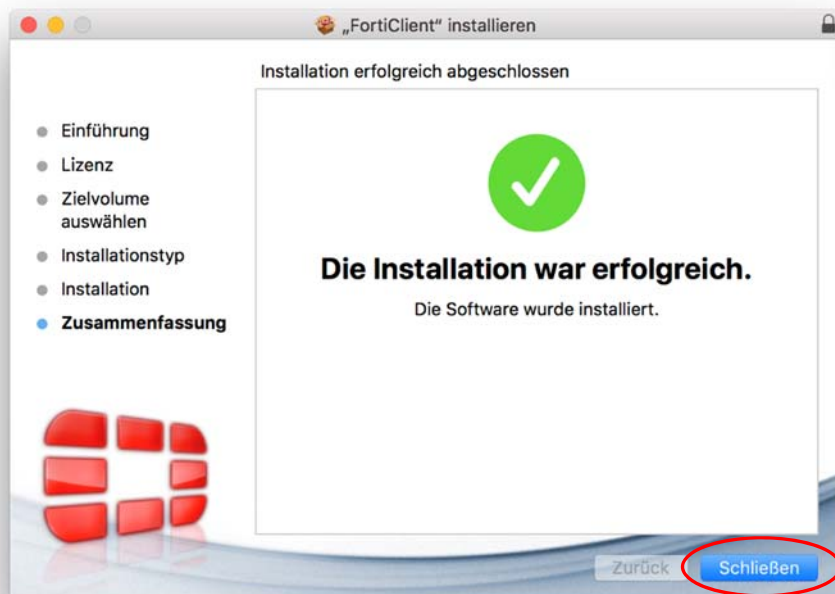 „FortiClient“ installieren
Installation erfolgreich abgeschlossen
Einführung
Lizenz
Zielvolume
auswählen
Installationstyp
Installation
Zusammenfassung
Die Installation war erfolgreich.
Die Software wurde installiert.
Zurück
Schließen